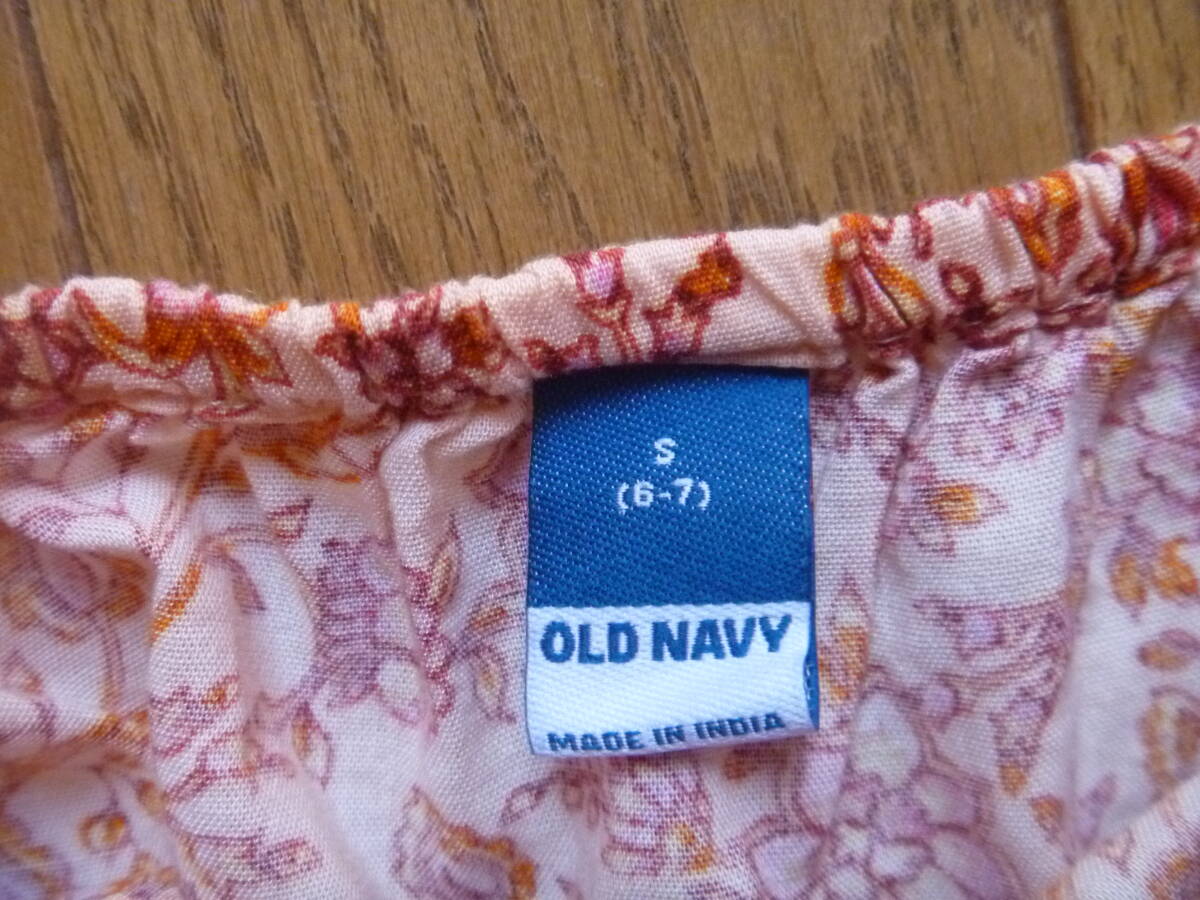 S
(6-7)
OLD NAVY
MADE IN INDIA